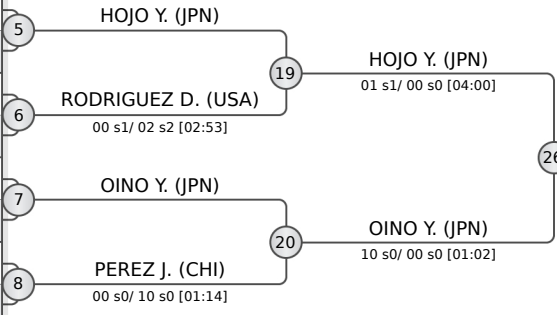 HOJO Y. (JPN)
5
19
HOJO Y. (JPN)
01 s1/ 00 s0 [04:00]
RODRIGUEZ D. (USA)
6
00 s1/ 02 s2 [02:53]
26
OINO Y. (JPN)
7
20
OINO Y. (JPN)
10 s0/ 00 s0 [01:02]
PEREZ J. (CHI)
8
00 s0/ 10 s0 [01:14]